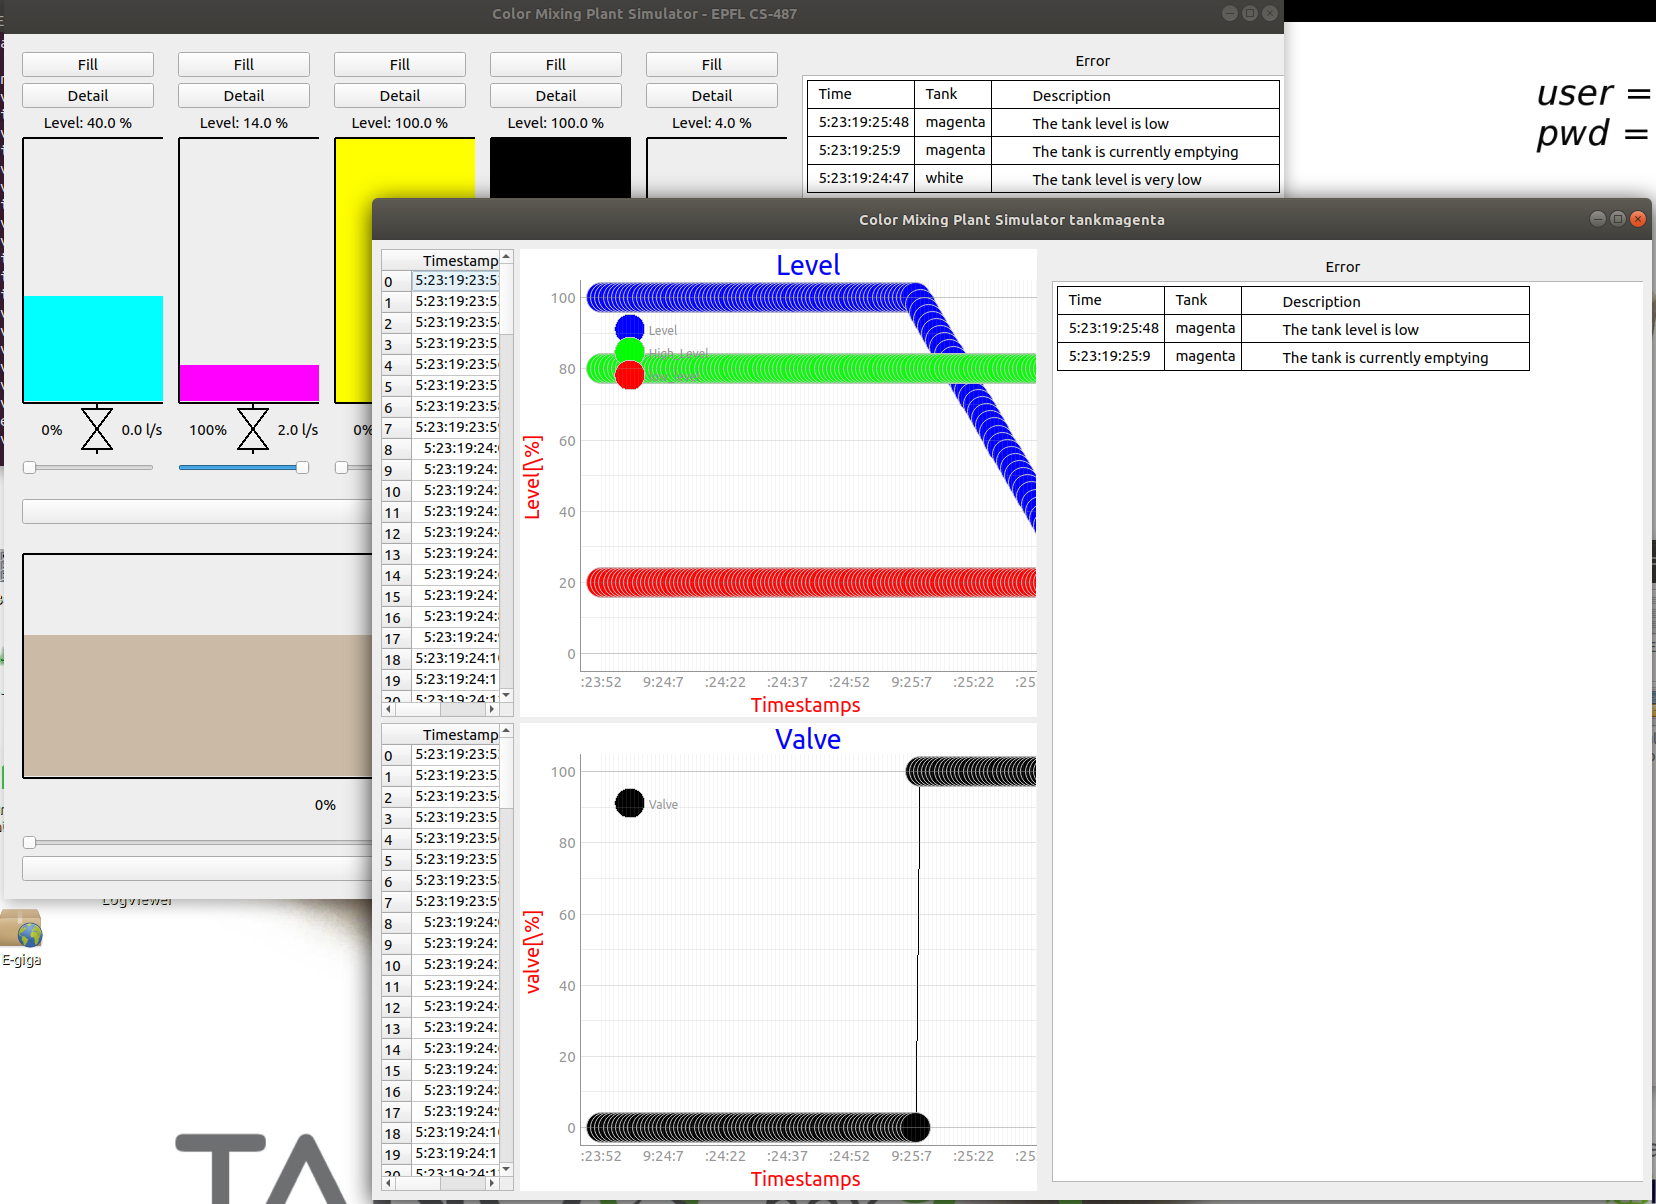 Color Mixing Plant Simulator - EPFL CS-487
Fill Fill Fill Fill Fill
Detail Detail Detail Detail Detail
Level: 40.0 % Level: 14.0 % Level: 100.0 % Level: 100.0 % Level: 4.0 %
Error
Time Tank Description
5:23:19:25:48 magenta The tank level is low
5:23:19:25:9 magenta The tank is currently emptying
5:23:19:24:47 white The tank level is very low
user =
pwd =
0% 0.0 l/s 100% 2.0 l/s 0%
0%
LogViewer
E-giga
Color Mixing Plant Simulator tankmagenta
Timestamp
0 5:23:19:23:5
1 5:23:19:23:5
2 5:23:19:23:54
3 5:23:19:23:5
4 5:23:19:23:56
5 5:23:19:23:57
6 5:23:19:23:58
7 5:23:19:23:59
8 5:23:19:24:
9 5:23:19:24:
10 5:23:19:24:
11 5:23:19:24:
12 5:23:19:24:
13 5:23:19:24:
14 5:23:19:24:
15 5:23:19:24:
16 5:23:19:24:
17 5:23:19:24:
18 5:23:19:24:10
19 5:23:19:24:1
20 5:23:19:24:1
Level
Level[\%]
100
80
60
40
20
0
Level
High_Level
:23:52 9:24:7 :24:22 :24:37 :24:52 9:25:7 :25:22 :25
Timestamps
Error
Time Tank Description
5:23:19:25:48 magenta The tank level is low
5:23:19:25:9 magenta The tank is currently emptying
Timestamp
0 5:23:19:23:5
1 5:23:19:23:5
2 5:23:19:23:54
3 5:23:19:23:5
4 5:23:19:23:56
5 5:23:19:23:57
6 5:23:19:23:58
7 5:23:19:23:59
8 5:23:19:24:
9 5:23:19:24:
10 5:23:19:24:
11 5:23:19:24:
12 5:23:19:24:
13 5:23:19:24:
14 5:23:19:24:
15 5:23:19:24:
16 5:23:19:24:
17 5:23:19:24:
18 5:23:19:24:10
19 5:23:19:24:1
20 5:23:19:24:1
Valve
valve[\%]
100
80
60
40
20
0
Valve
:23:52 9:24:7 :24:22 :24:37 :24:52 9:25:7 :25:22 :25
Timestamps